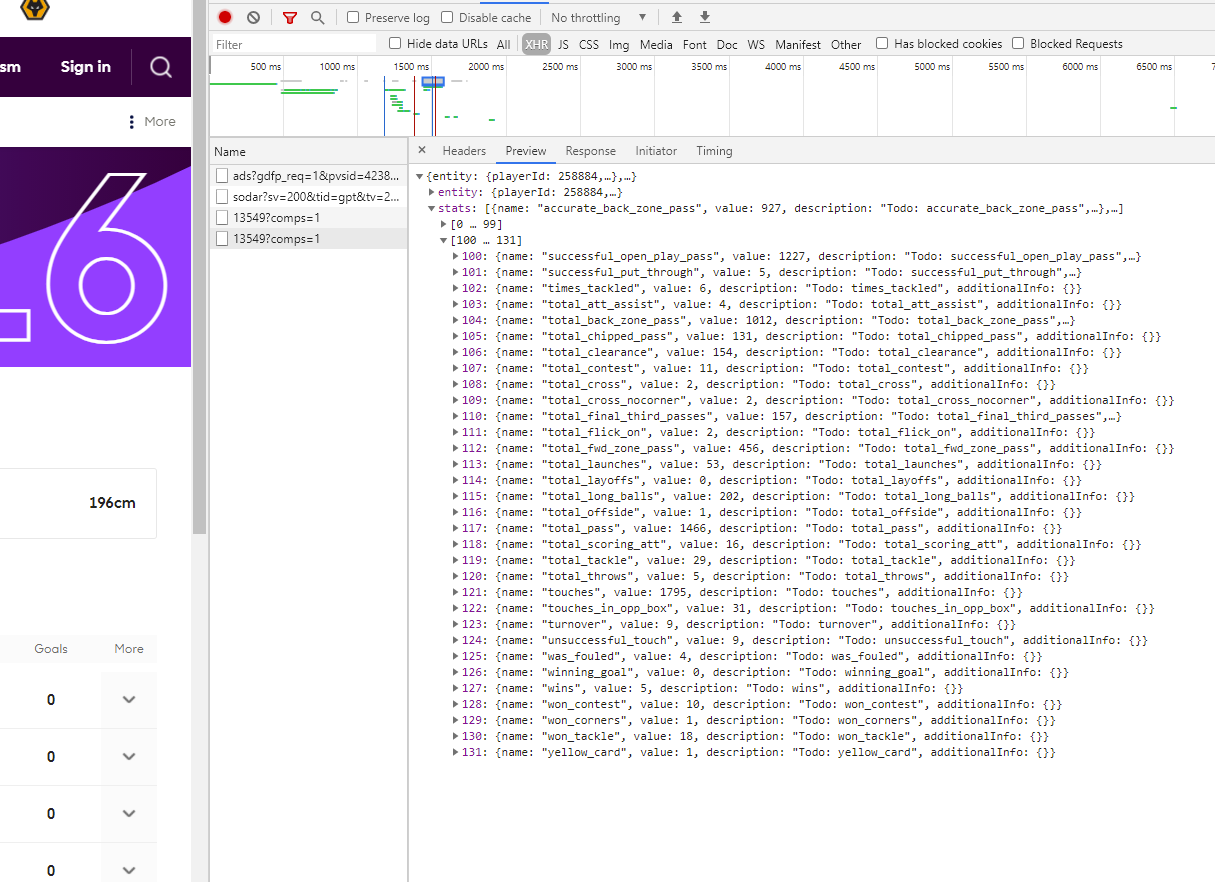 Preserve log Disable cache No throttling
Filter Hide data URLs All XHR JS CSS Img Media Font Doc WS Manifest Other Has blocked cookies Blocked Requests
500 ms 1000 ms 1500 ms 2000 ms 2500 ms 3000 ms 3500 ms 4000 ms 4500 ms 5000 ms 5500 ms 6000 ms 6500 ms 7
sm Sign in
More
.6
196cm
Goals More
0
0
0
0
Name
ads?gdfp_req=1&pvsid=4238...
sodar?sv=200&tid=gpt&tv=2...
13549?comps=1
13549?comps=1
× Headers Preview Response Initiator Timing
{entity: {playerId: 258884,…},…}
entity: {playerId: 258884,…}
stats: [{name: "accurate_back_zone_pass", value: 927, description: "Todo: accurate_back_zone_pass",…},…]
[0 … 99]
[100 … 131]
100: {name: "successful_open_play_pass", value: 1227, description: "Todo: successful_open_play_pass",…}
101: {name: "successful_put_through", value: 5, description: "Todo: successful_put_through",…}
102: {name: "times_tackled", value: 6, description: "Todo: times_tackled", additionalInfo: {}}
103: {name: "total_att_assist", value: 4, description: "Todo: total_att_assist", additionalInfo: {}}
104: {name: "total_back_zone_pass", value: 1012, description: "Todo: total_back_zone_pass",…}
105: {name: "total_chipped_pass", value: 131, description: "Todo: total_chipped_pass", additionalInfo: {}}
106: {name: "total_clearance", value: 154, description: "Todo: total_clearance", additionalInfo: {}}
107: {name: "total_contest", value: 11, description: "Todo: total_contest", additionalInfo: {}}
108: {name: "total_cross", value: 2, description: "Todo: total_cross", additionalInfo: {}}
109: {name: "total_cross_nocorner", value: 2, description: "Todo: total_cross_nocorner", additionalInfo: {}}
110: {name: "total_final_third_passes", value: 157, description: "Todo: total_final_third_passes",…}
111: {name: "total_flick_on", value: 2, description: "Todo: total_flick_on", additionalInfo: {}}
112: {name: "total_fwd_zone_pass", value: 456, description: "Todo: total_fwd_zone_pass", additionalInfo: {}}
113: {name: "total_launches", value: 53, description: "Todo: total_launches", additionalInfo: {}}
114: {name: "total_layoffs", value: 0, description: "Todo: total_layoffs", additionalInfo: {}}
115: {name: "total_long_balls", value: 202, description: "Todo: total_long_balls", additionalInfo: {}}
116: {name: "total_offside", value: 1, description: "Todo: total_offside", additionalInfo: {}}
117: {name: "total_pass", value: 1466, description: "Todo: total_pass", additionalInfo: {}}
118: {name: "total_scoring_att", value: 16, description: "Todo: total_scoring_att", additionalInfo: {}}
119: {name: "total_tackle", value: 29, description: "Todo: total_tackle", additionalInfo: {}}
120: {name: "total_throws", value: 5, description: "Todo: total_throws", additionalInfo: {}}
121: {name: "touches", value: 1795, description: "Todo: touches", additionalInfo: {}}
122: {name: "touches_in_opp_box", value: 31, description: "Todo: touches_in_opp_box", additionalInfo: {}}
123: {name: "turnover", value: 9, description: "Todo: turnover", additionalInfo: {}}
124: {name: "unsuccessful_touch", value: 9, description: "Todo: unsuccessful_touch", additionalInfo: {}}
125: {name: "was_fouled", value: 4, description: "Todo: was_fouled", additionalInfo: {}}
126: {name: "winning_goal", value: 0, description: "Todo: winning_goal", additionalInfo: {}}
127: {name: "wins", value: 5, description: "Todo: wins", additionalInfo: {}}
128: {name: "won_contest", value: 10, description: "Todo: won_contest", additionalInfo: {}}
129: {name: "won_corners", value: 1, description: "Todo: won_corners", additionalInfo: {}}
130: {name: "won_tackle", value: 18, description: "Todo: won_tackle", additionalInfo: {}}
131: {name: "yellow_card", value: 1, description: "Todo: yellow_card", additionalInfo: {}}